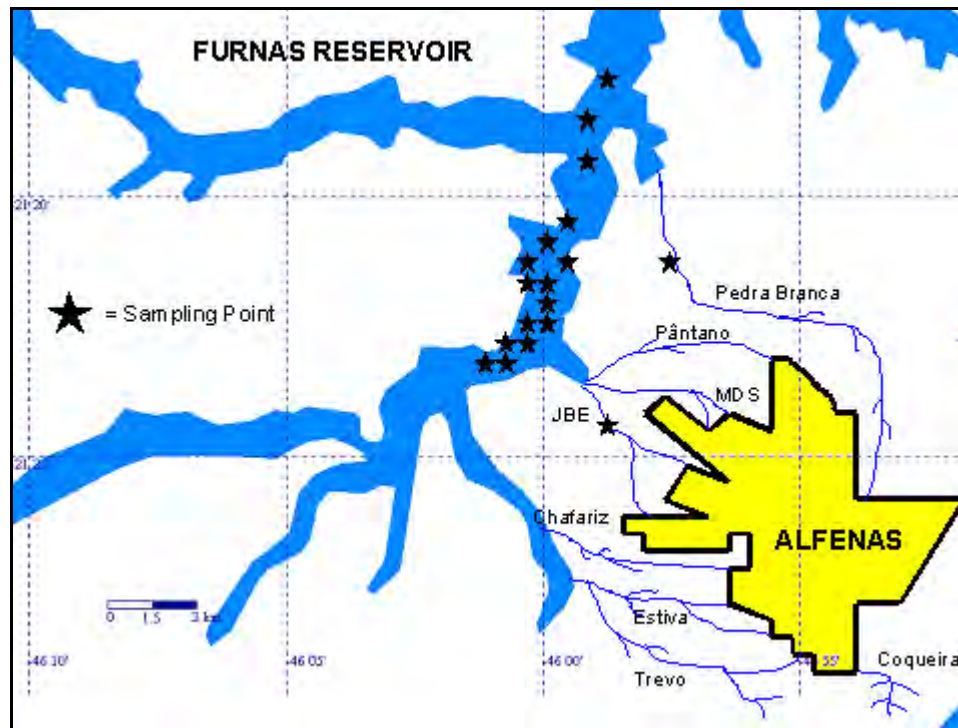 FURNAS RESERVOIR
21 20
Pedra Branca
= Sampling Point
Pântano
MDS
JBE
21 25
Chafariz
ALFENAS
0 1.5 3 km
Estiva
46 10
46 05
46 00
45 55
Coqueira
Trevo